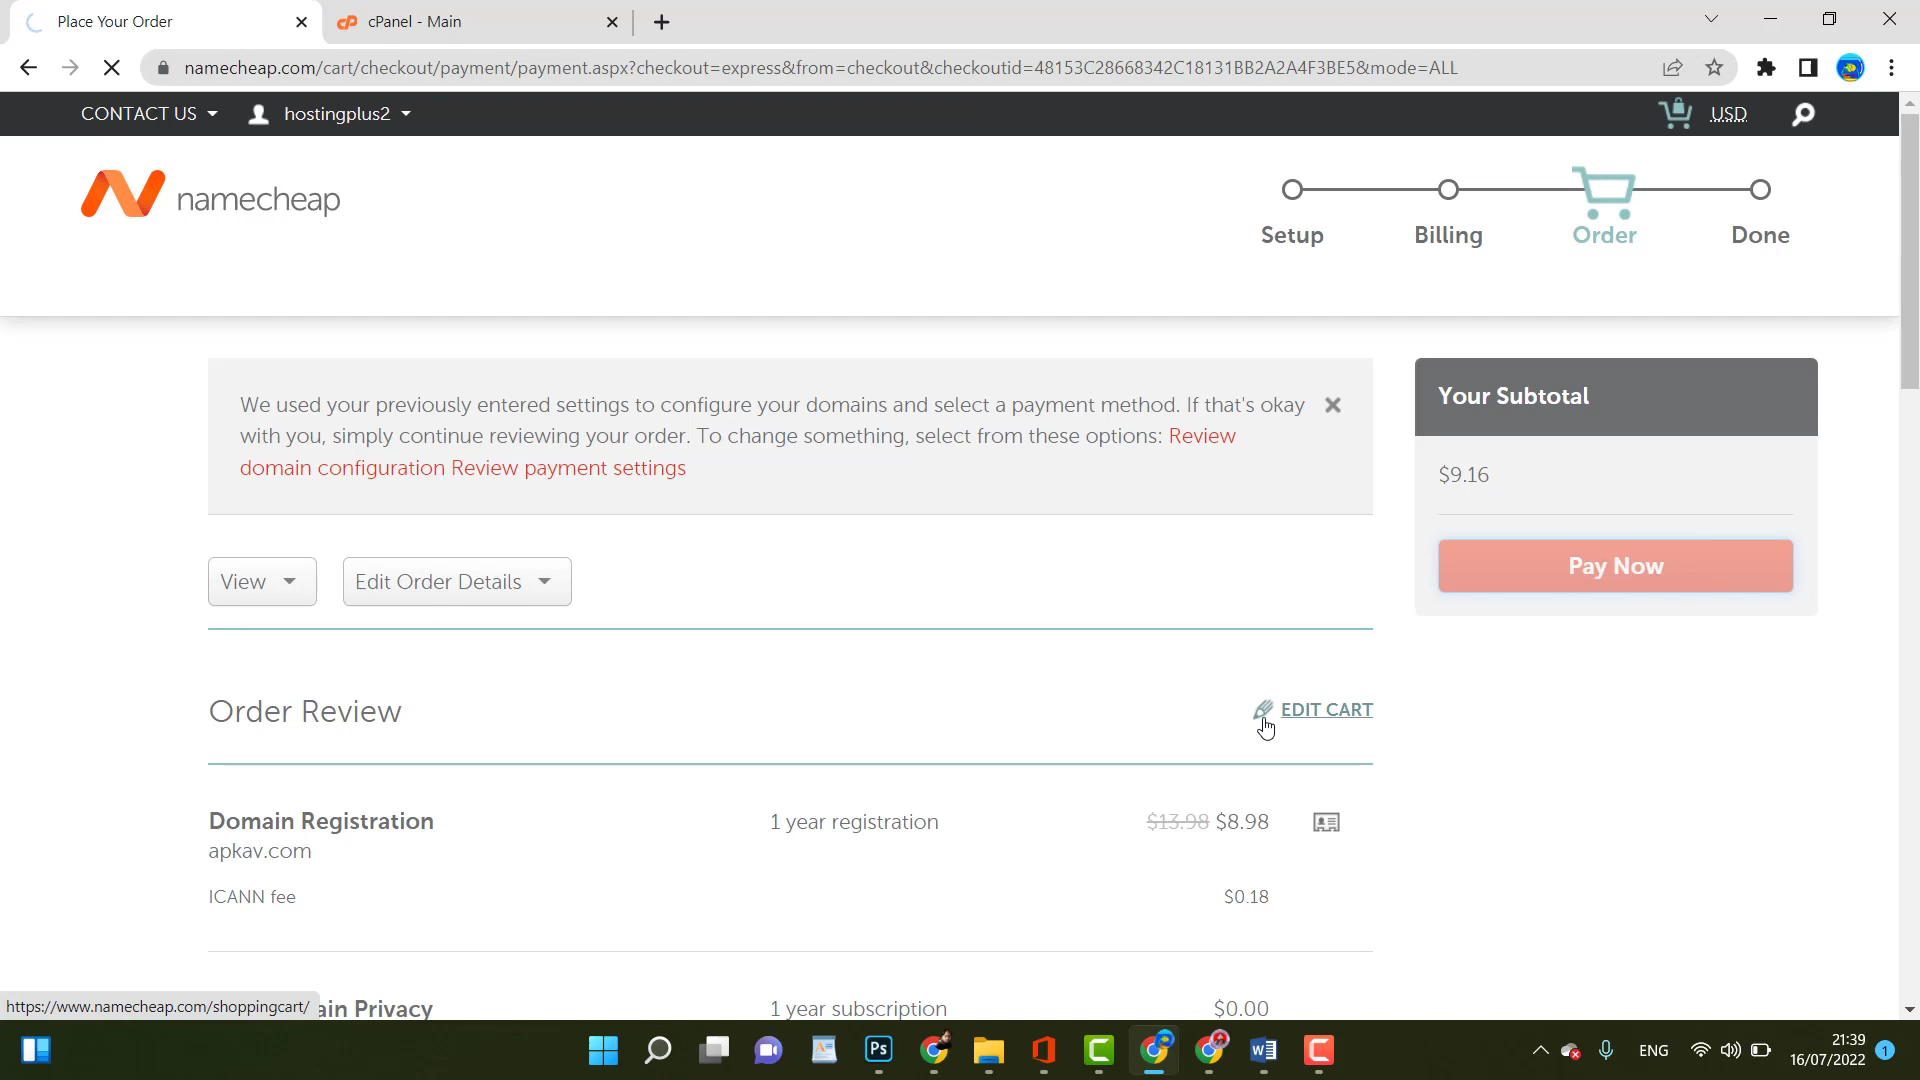 Place Your Order
cPanel - Main
namecheap.com/cart/checkout/payment/payment.aspx?checkout=express&from=checkout&checkoutid=48153C28668342C18131BB2A2A4F3BE5&mode=ALL
CONTACT US
hostingplus2
USD
namecheap
Setup
Billing
Order
Done
We used your previously entered settings to configure your domains and select a payment method. If that's okay
with you, simply continue reviewing your order. To change something, select from these options: Review
domain configuration Review payment settings
Your Subtotal
$9.16
Pay Now
View
Edit Order Details
Order Review
EDIT CART
Domain Registration
1 year registration
$13.98 $8.98
apkav.com
ICANN fee
$0.18
ain Privacy
1 year subscription
$0.00
https://www.namecheap.com/shoppingcart/
Ps
ENG
21:39
16/07/2022
1